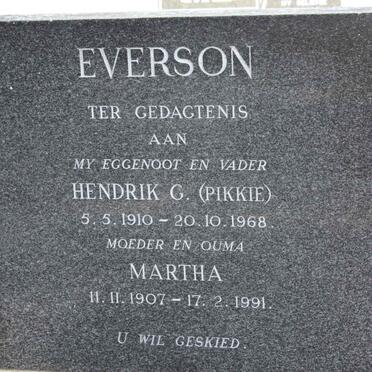 EVERSON
TER GEDAGTENIS
AAN
MY EGGENOOT EN VADER
HENDRIK G. (PIKKIE)
5. 5. 1910 – 20. 10. 1968.
MOEDER EN OUMA
MARTHA
11. 11. 1907 – 17. 2. 1991.
U WIL GESKIED.